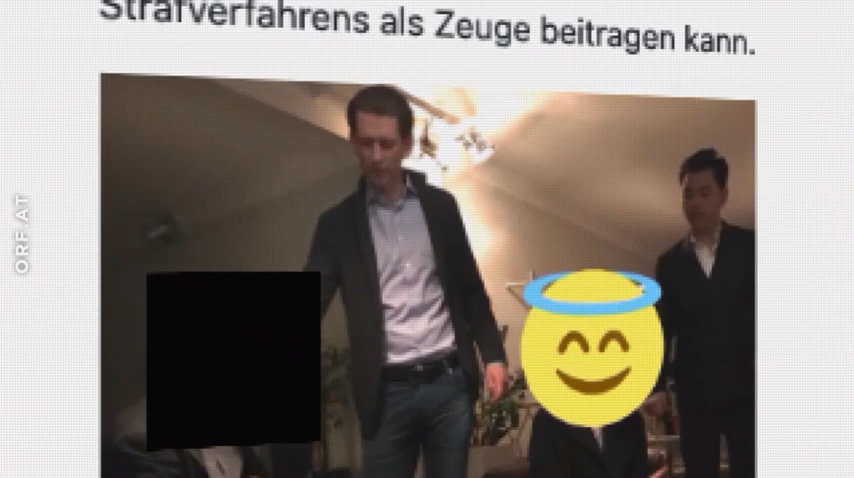 Strafverfahrens als Zeuge beitragen kann.
ORF AT